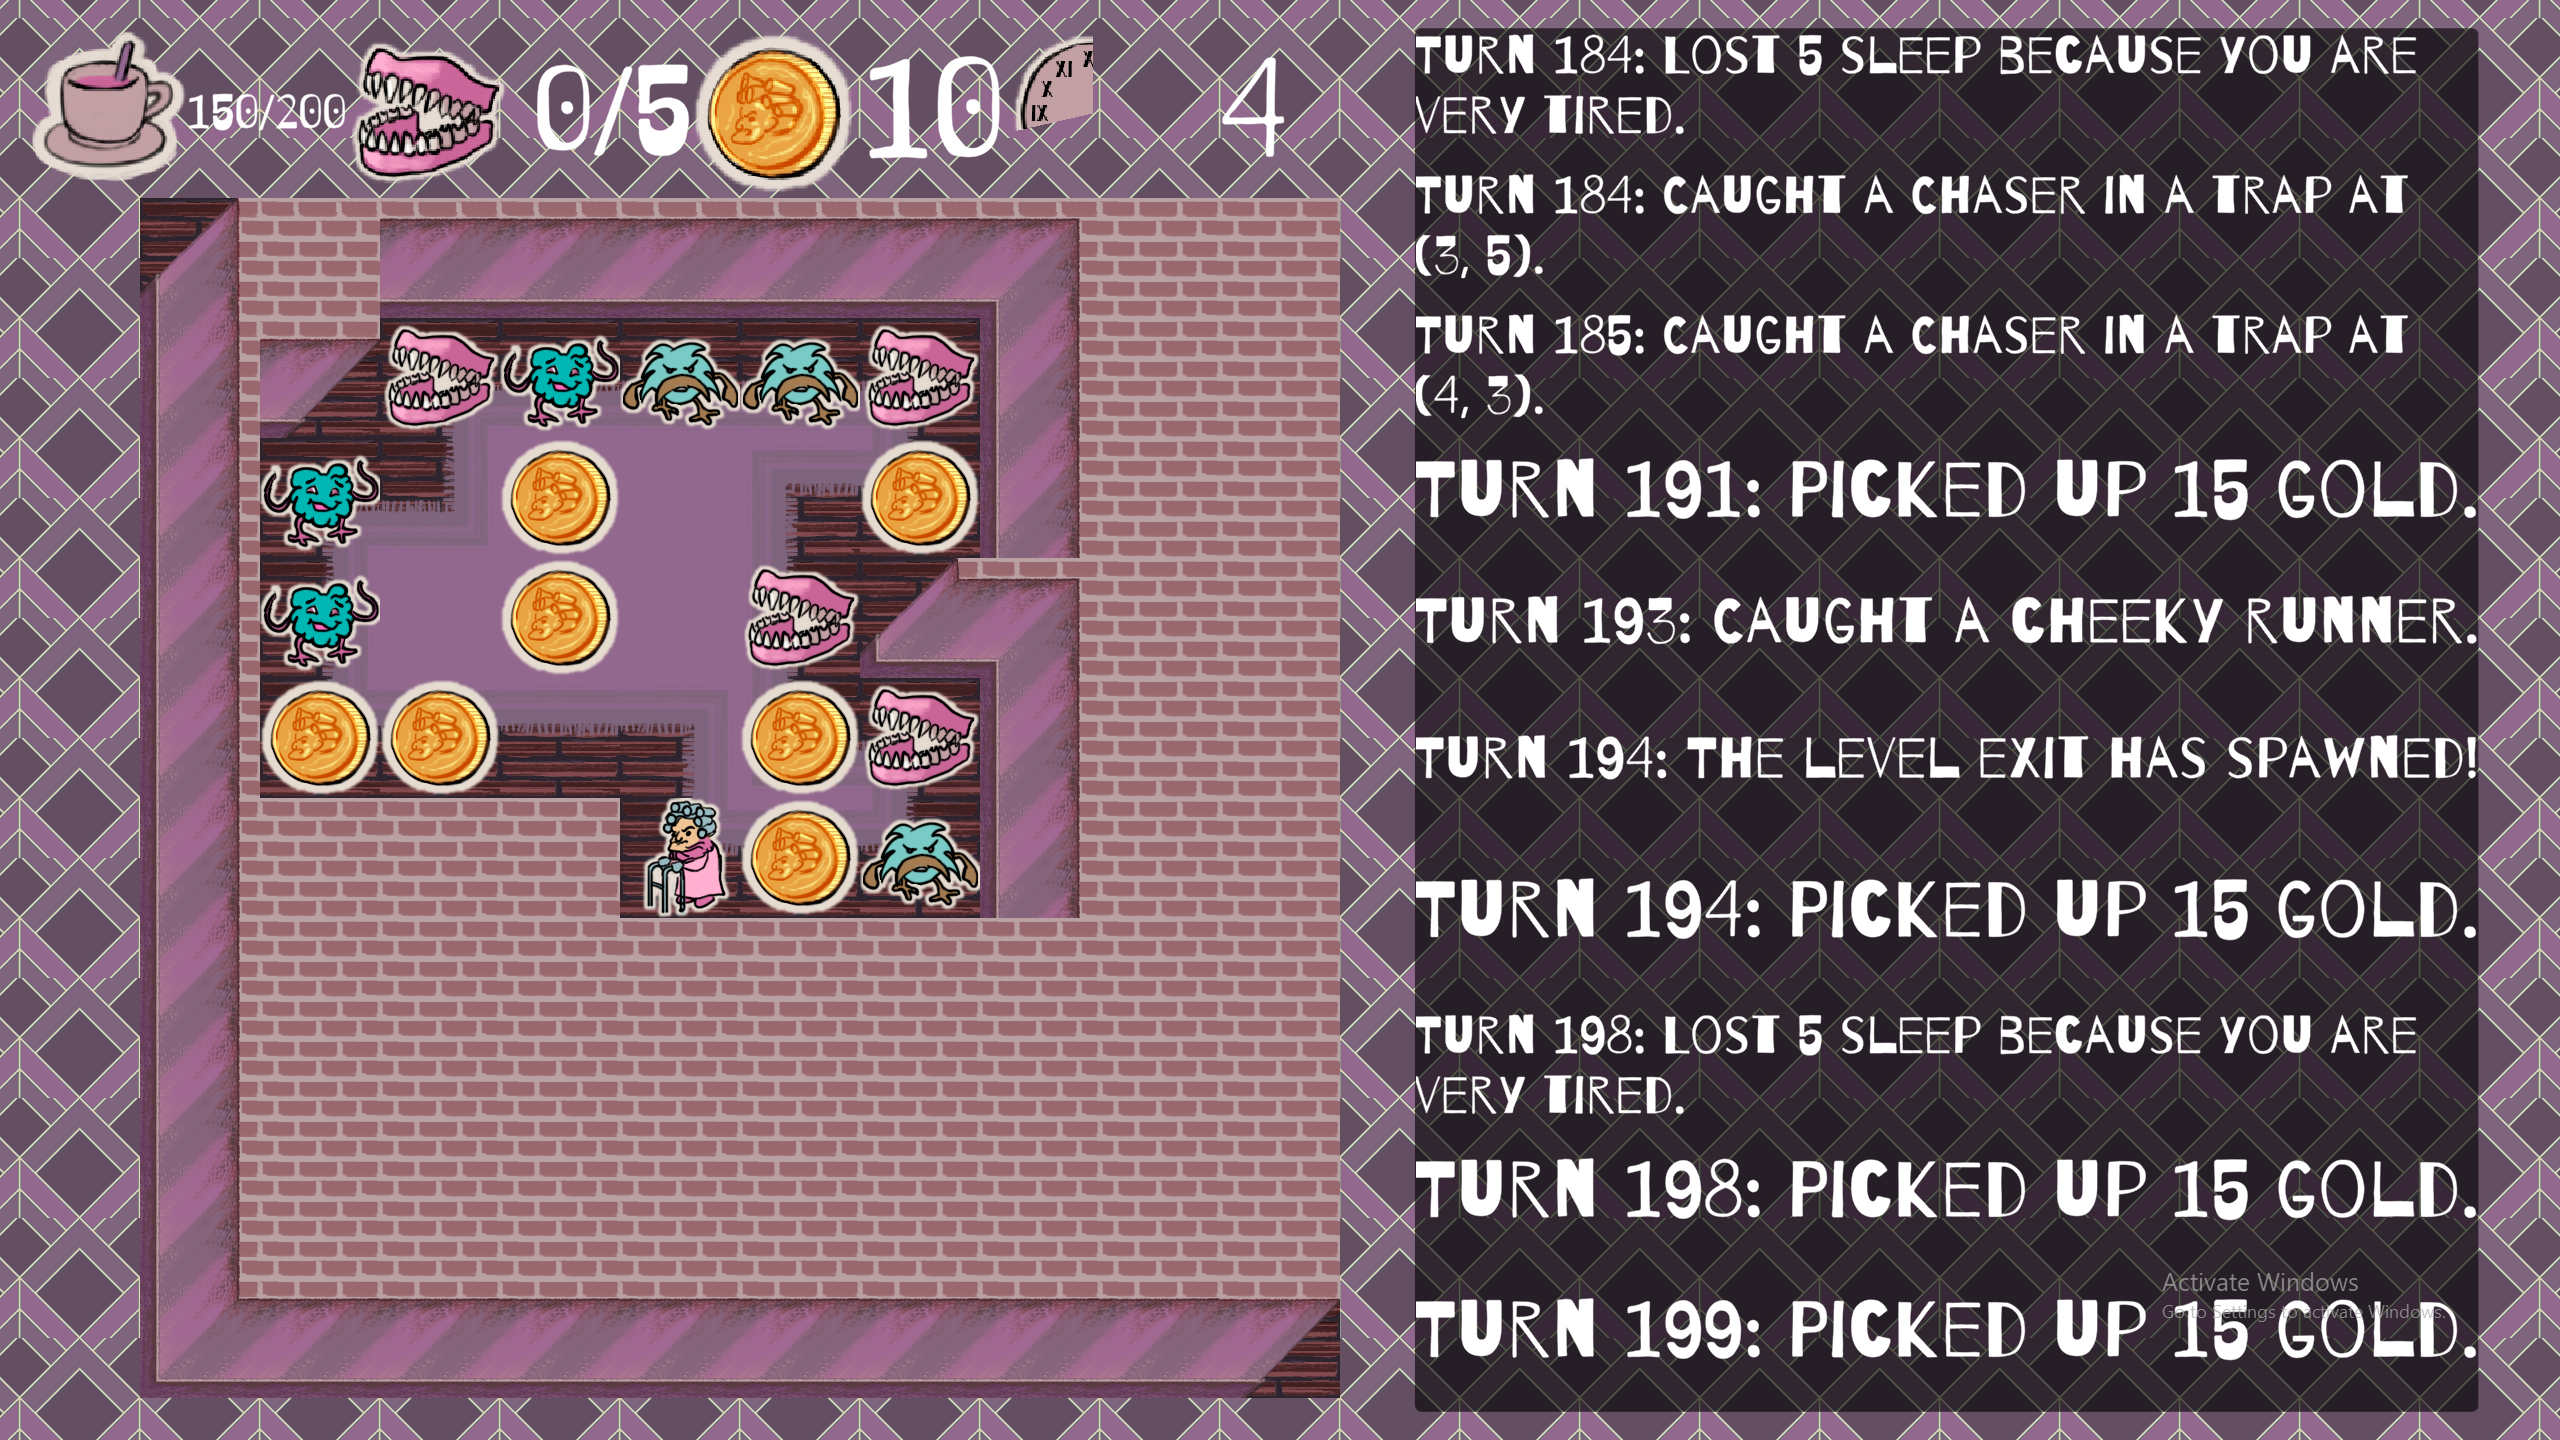 150/200
0/5
10
XI
X
X
IX
4
TURN 184: LOST 5 SLEEP BECAUSE YOU ARE
VERY TIRED.
TURN 184: CAUGHT A CHASER IN A TRAP AT
(3, 5).
TURN 185: CAUGHT A CHASER IN A TRAP AT
(4, 3).
TURN 191: PICKED UP 15 GOLD.
TURN 193: CAUGHT A CHEEKY RUNNER.
TURN 194: THE LEVEL EXIT HAS SPAWNED!
TURN 194: PICKED UP 15 GOLD.
TURN 198: LOST 5 SLEEP BECAUSE YOU ARE
VERY TIRED.
TURN 198: PICKED UP 15 GOLD.
TURN 199: PICKED UP 15 GOLD.
Activate Windows
Go to Settings to activate Windows.